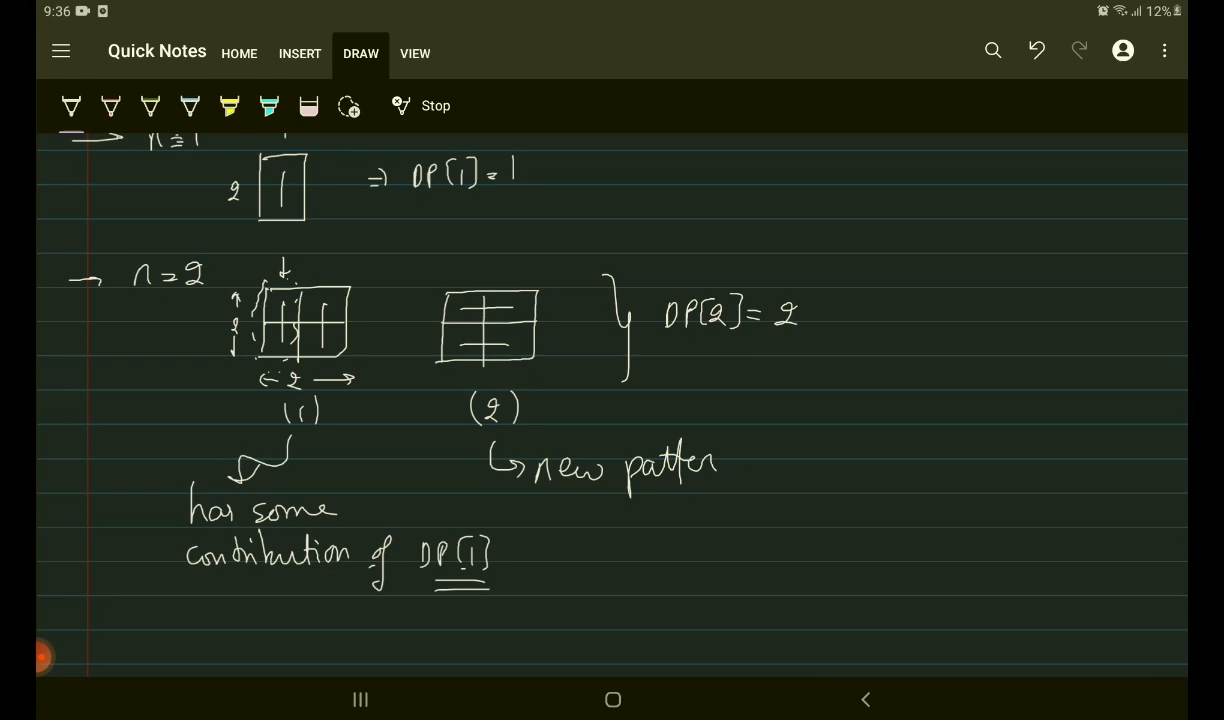 9:36
12%
Quick Notes HOME INSERT DRAW VIEW
Stop
→ n=1
2 ⇒ DP[1]=1
→ n=2
2 DP[2]=2
2
(1) (2)
↳ new patter
has some
contribution of DP[1]